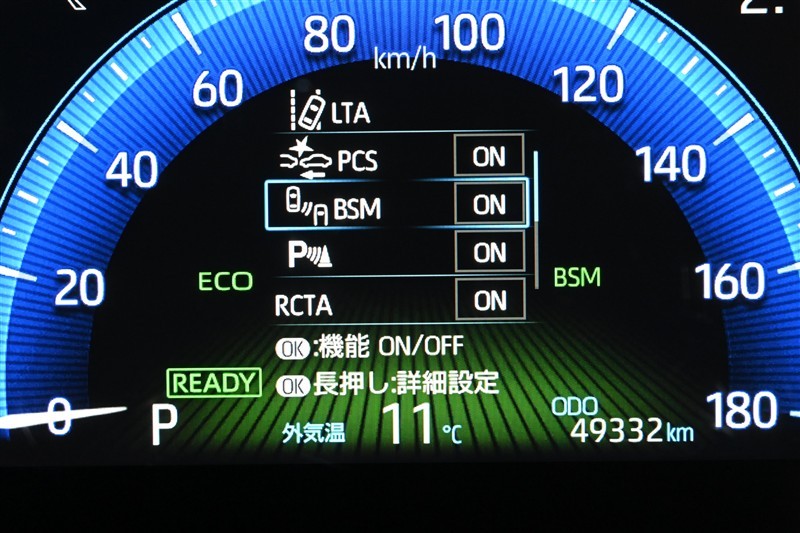 2.
80 100
km/h
60 120
LTA
40 140
PCS ON
BSM ON
P ON
ECO BSM
20 160
RCTA ON
OK:機能 ON/OFF
READY
OK長押し:詳細設定
0 P 180
外気温 11℃
ODO
49332km